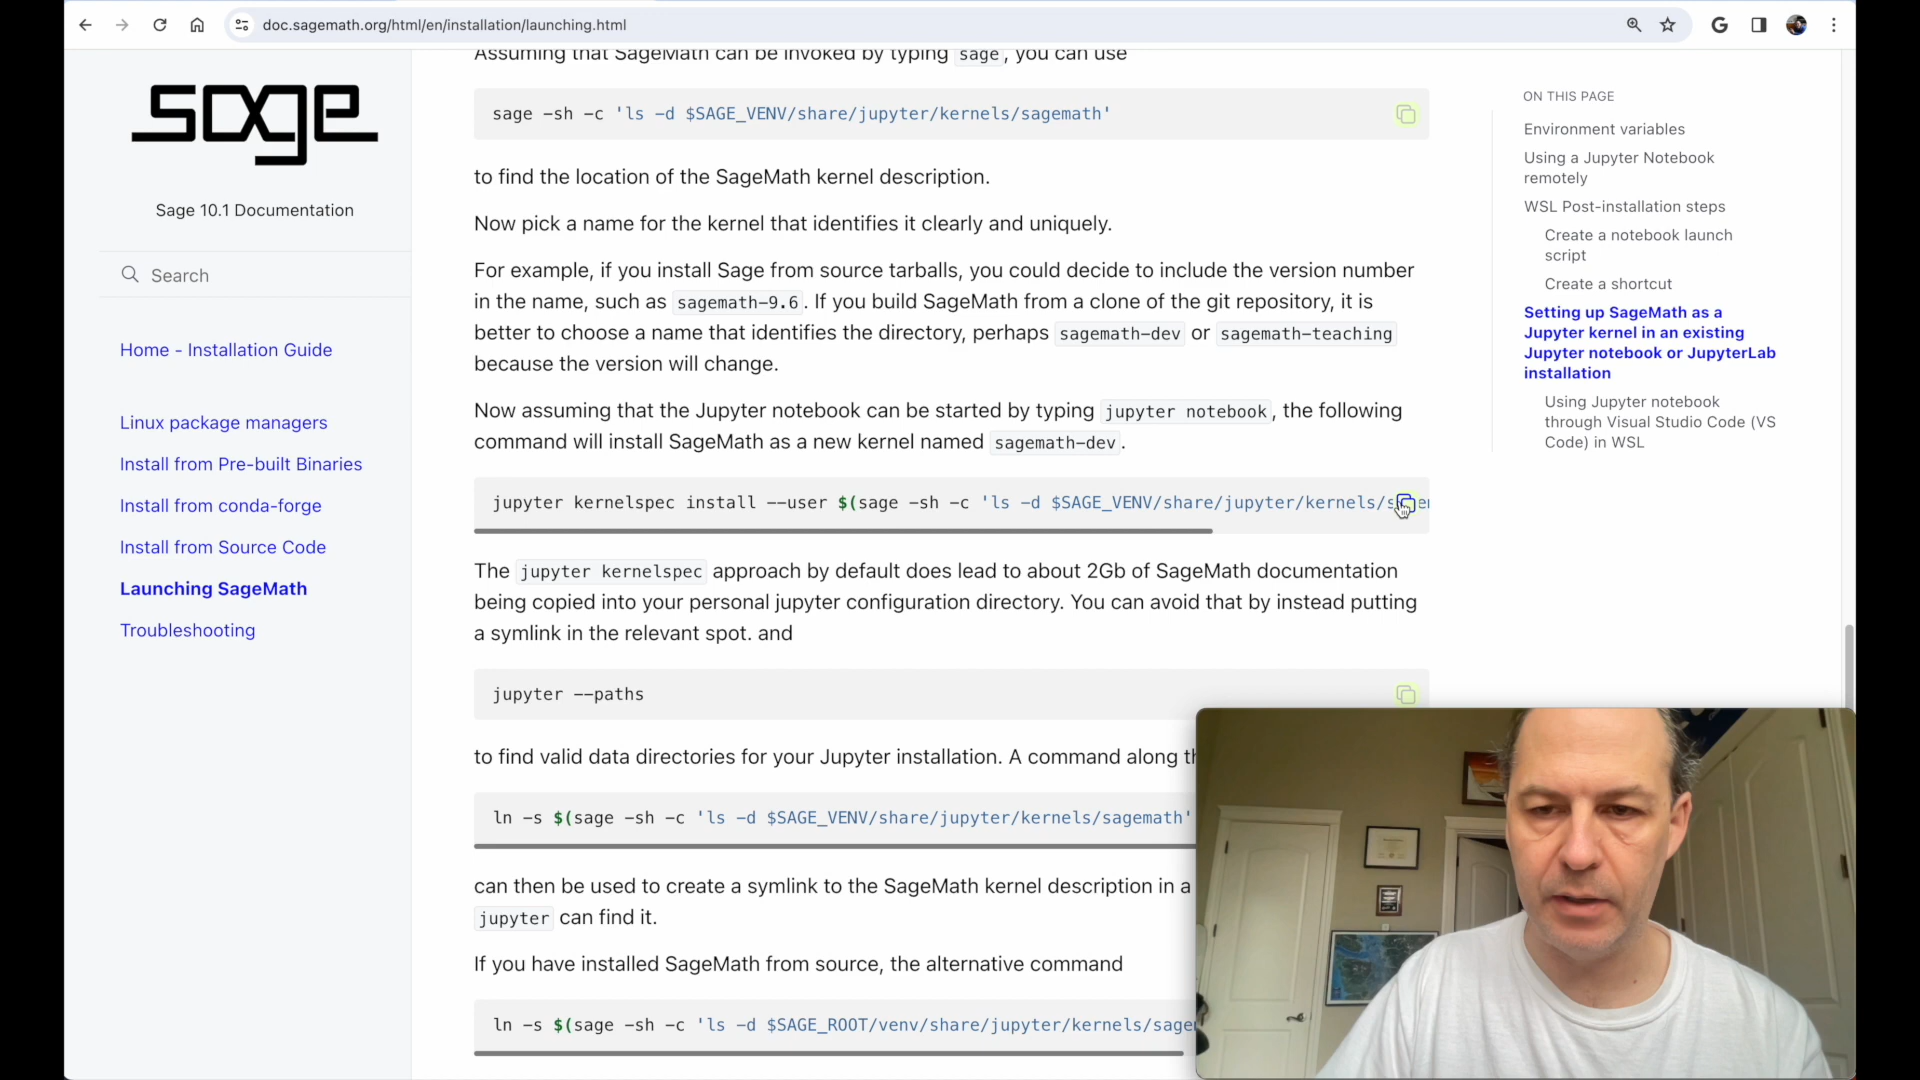 doc.sagemath.org/html/en/installation/launching.html
sage
Sage 10.1 Documentation
Search
Home - Installation Guide
Linux package managers
Install from Pre-built Binaries
Install from conda-forge
Install from Source Code
Launching SageMath
Troubleshooting
Assuming that SageMath can be invoked by typing sage, you can use
sage -sh -c 'ls -d $SAGE_VENV/share/jupyter/kernels/sagemath'
to find the location of the SageMath kernel description.
Now pick a name for the kernel that identifies it clearly and uniquely.
For example, if you install Sage from source tarballs, you could decide to include the version number
in the name, such as sagemath-9.6. If you build SageMath from a clone of the git repository, it is
better to choose a name that identifies the directory, perhaps sagemath-dev or sagemath-teaching
because the version will change.
Now assuming that the Jupyter notebook can be started by typing jupyter notebook, the following
command will install SageMath as a new kernel named sagemath-dev.
jupyter kernelspec install --user $(sage -sh -c 'ls -d $SAGE_VENV/share/jupyter/kernels/
The jupyter kernelspec approach by default does lead to about 2Gb of SageMath documentation
being copied into your personal jupyter configuration directory. You can avoid that by instead putting
a symlink in the relevant spot. and
jupyter --paths
to find valid data directories for your Jupyter installation. A command along
ln -s $(sage -sh -c 'ls -d $SAGE_VENV/share/jupyter/kernels/sagemath'
can then be used to create a symlink to the SageMath kernel description in a
jupyter can find it.
If you have installed SageMath from source, the alternative command
ln -s $(sage -sh -c 'ls -d $SAGE_ROOT/venv/share/jupyter/kernels/
ON THIS PAGE
Environment variables
Using a Jupyter Notebook
remotely
WSL Post-installation steps
Create a notebook launch
script
Create a shortcut
Setting up SageMath as a
Jupyter kernel in an existing
Jupyter notebook or JupyterLab
installation
Using Jupyter notebook
through Visual Studio Code (VS
Code) in WSL